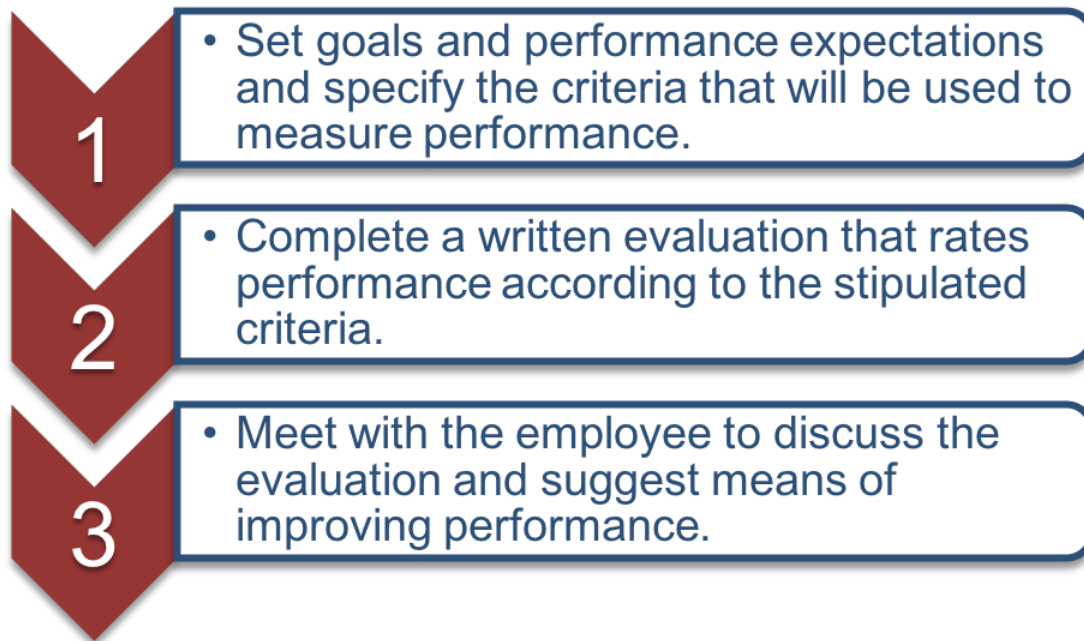 1
• Set goals and performance expectations
and specify the criteria that will be used to
measure performance.
2
• Complete a written evaluation that rates
performance according to the stipulated
criteria.
3
• Meet with the employee to discuss the
evaluation and suggest means of
improving performance.